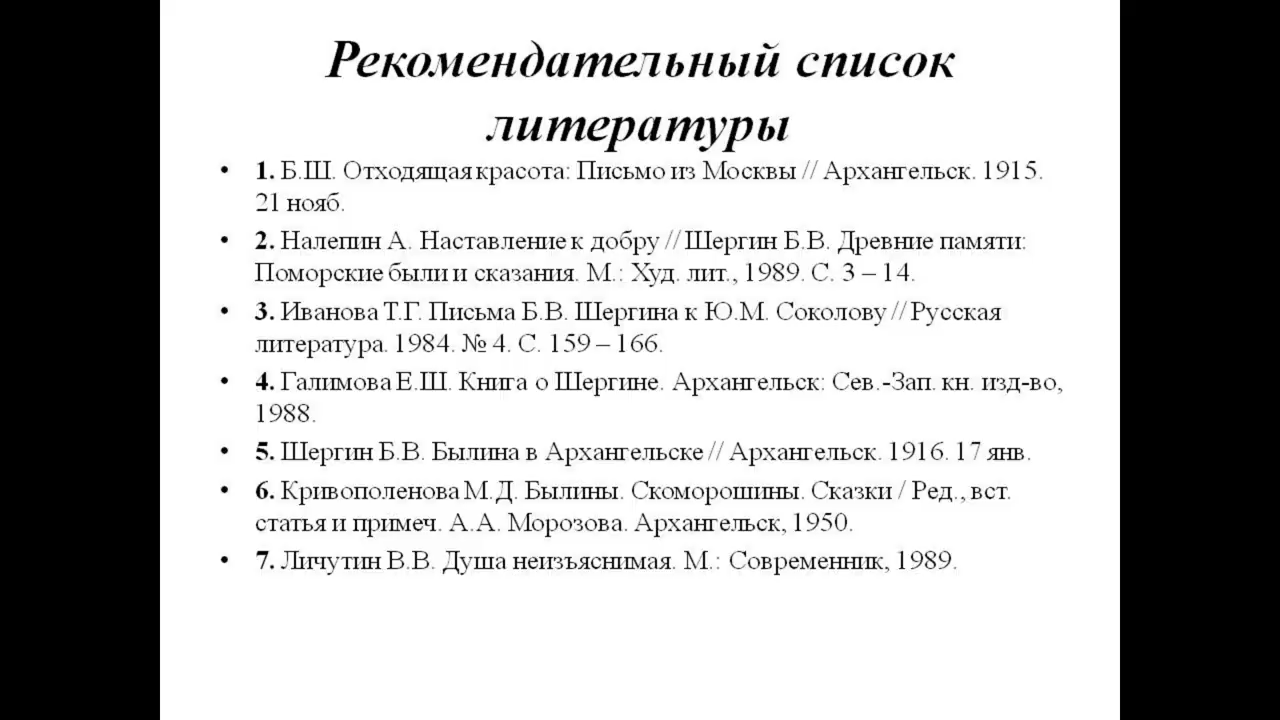 Рекомендательный список
литературы
• 1. Б.Ш. Отходящая красота: Письмо из Москвы // Архангельск. 1915.
21 нояб.
• 2. Налепин А. Наставление к добру // Шергин Б.В. Древние памяти:
Поморские были и сказания. М.: Худ. лит., 1989. С. 3 – 14.
• 3. Иванова Т.Г. Письма Б.В. Шергина к Ю.М. Соколову // Русская
литература. 1984. № 4. С. 159 – 166.
• 4. Галимова Е.Ш. Книга о Шергине. Архангельск: Сев.-Зап. кн. изд-во,
1988.
• 5. Шергин Б.В. Былина в Архангельске // Архангельск. 1916. 17 янв.
• 6. Кривополенова М.Д. Былины. Скоморошины. Сказки / Ред., вст.
статья и примеч. А.А. Морозова. Архангельск, 1950.
• 7. Личутин В.В. Душа неизъяснимая. М.: Современник, 1989.